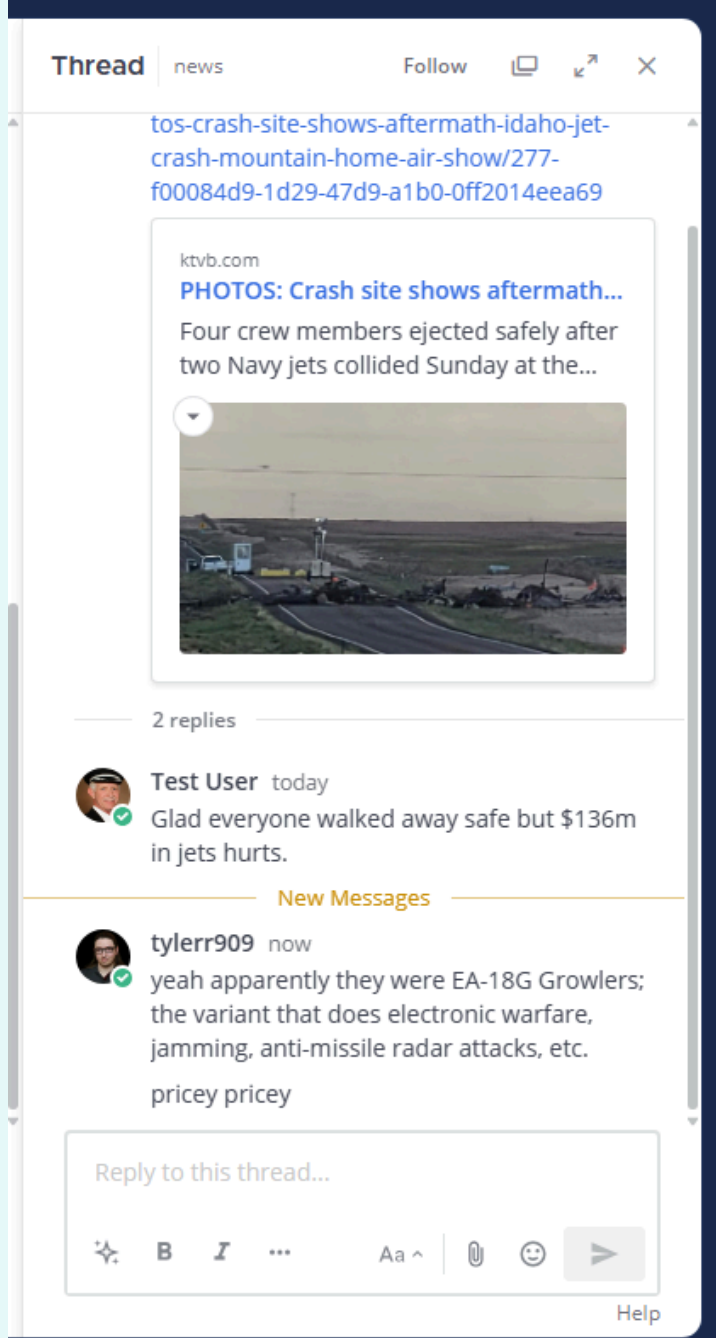 Thread news Follow
tos-crash-site-shows-aftermath-idaho-jet-
crash-mountain-home-air-show/277-
f00084d9-1d29-47d9-a1b0-0ff2014eea69
ktvb.com
PHOTOS: Crash site shows aftermath...
Four crew members ejected safely after
two Navy jets collided Sunday at the...
2 replies
Test User today
Glad everyone walked away safe but $136m
in jets hurts.
New Messages
tylerr909 now
yeah apparently they were EA-18G Growlers;
the variant that does electronic warfare,
jamming, anti-missile radar attacks, etc.
pricey pricey
Reply to this thread...
B I ... Aa
Help